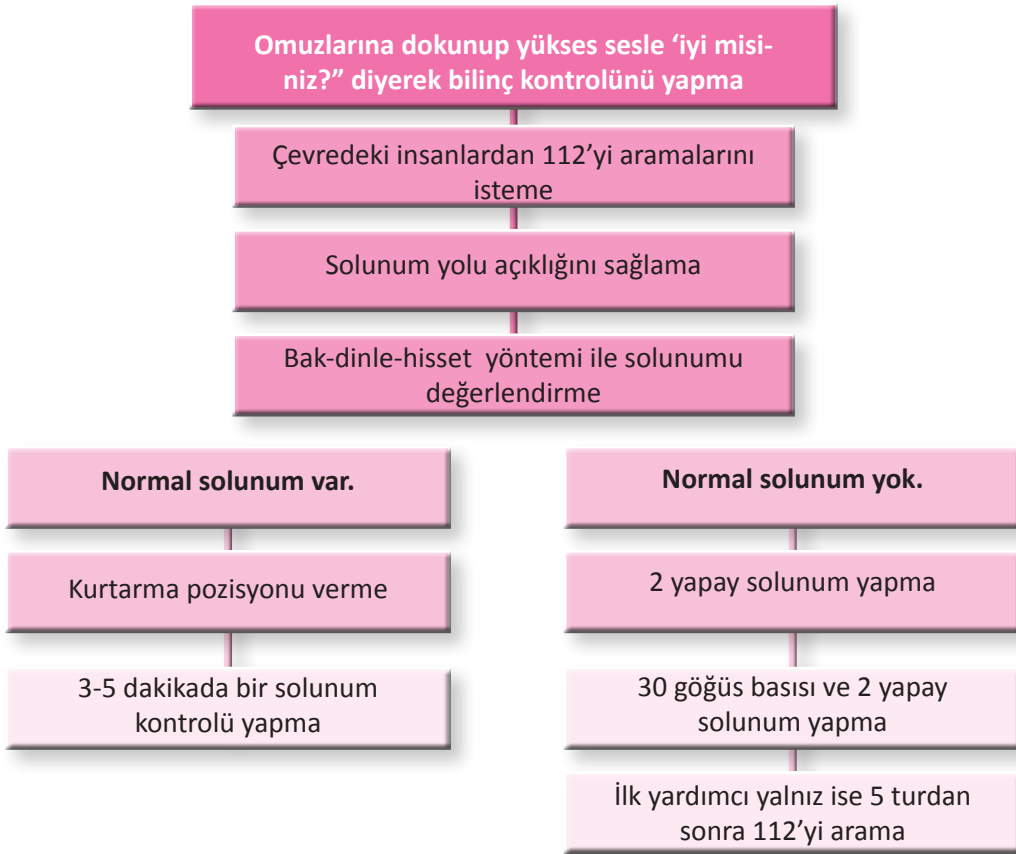 Omuzlarına dokunup yükses sesle ‘iyi misi-
niz?” diyerek bilinç kontrolünü yapma
Çevredeki insanlardan 112’yi aramalarını
isteme
Solunum yolu açıklığını sağlama
Bak-dinle-hisset yöntemi ile solunumu
değerlendirme
Normal solunum var.
Kurtarma pozisyonu verme
3-5 dakikada bir solunum
kontrolü yapma
Normal solunum yok.
2 yapay solunum yapma
30 göğüs basısı ve 2 yapay
solunum yapma
İlk yardımcı yalnız ise 5 turdan
sonra 112’yi arama